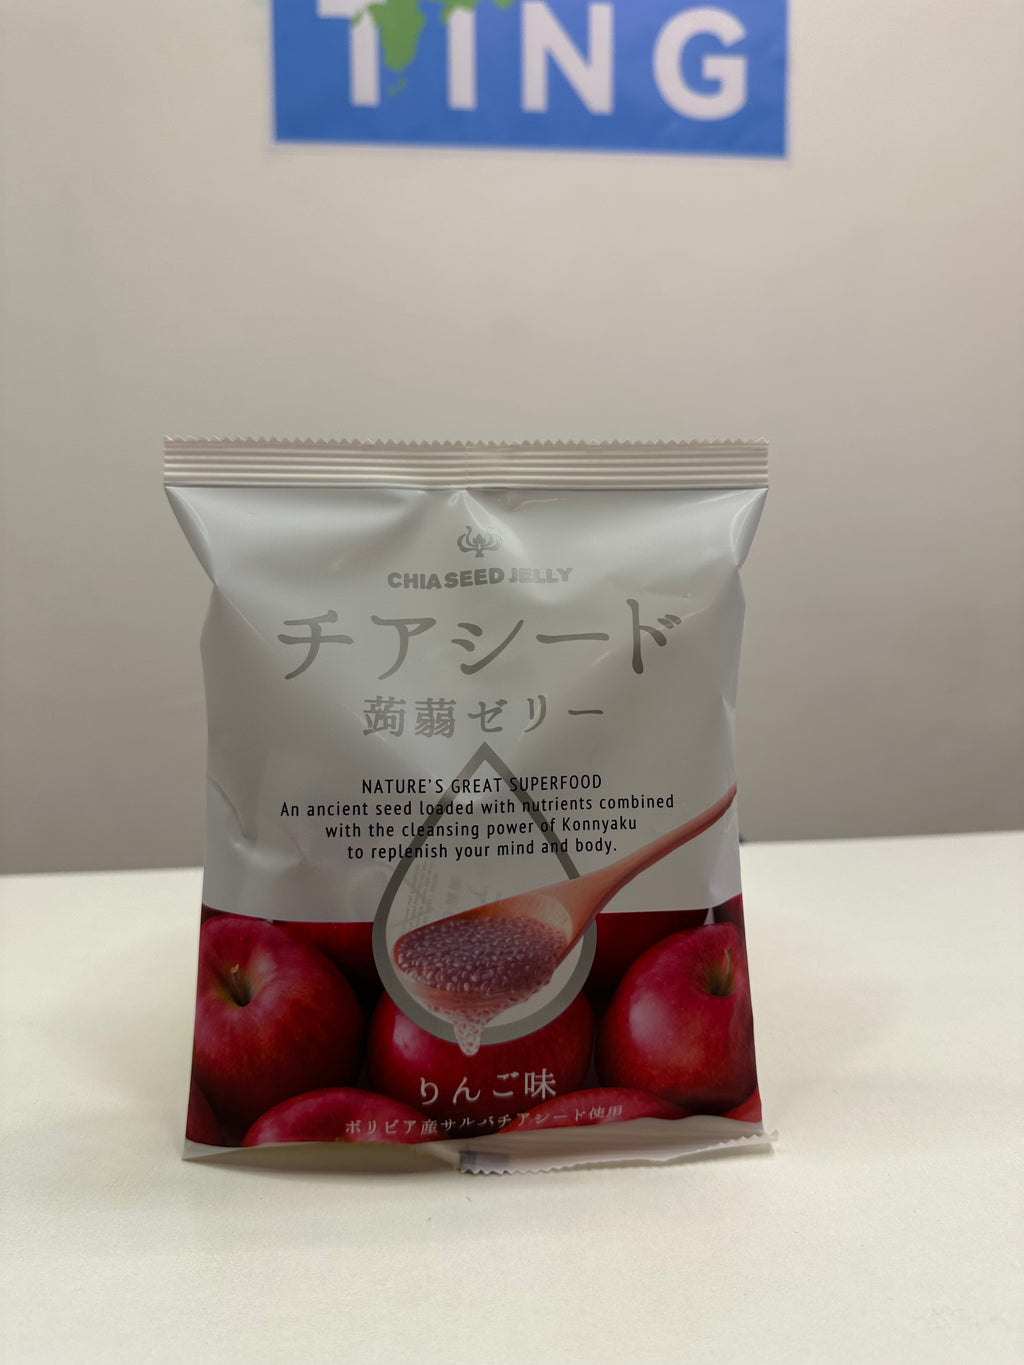 TING
CHIA SEED JELLY
チアシード
蒟蒻ゼリー
NATURE'S GREAT SUPERFOOD
An ancient seed loaded with nutrients combined
with the cleansing power of Konnyaku
to replenish your mind and body.
りんご味
ボリビア産サルバチアシード使用